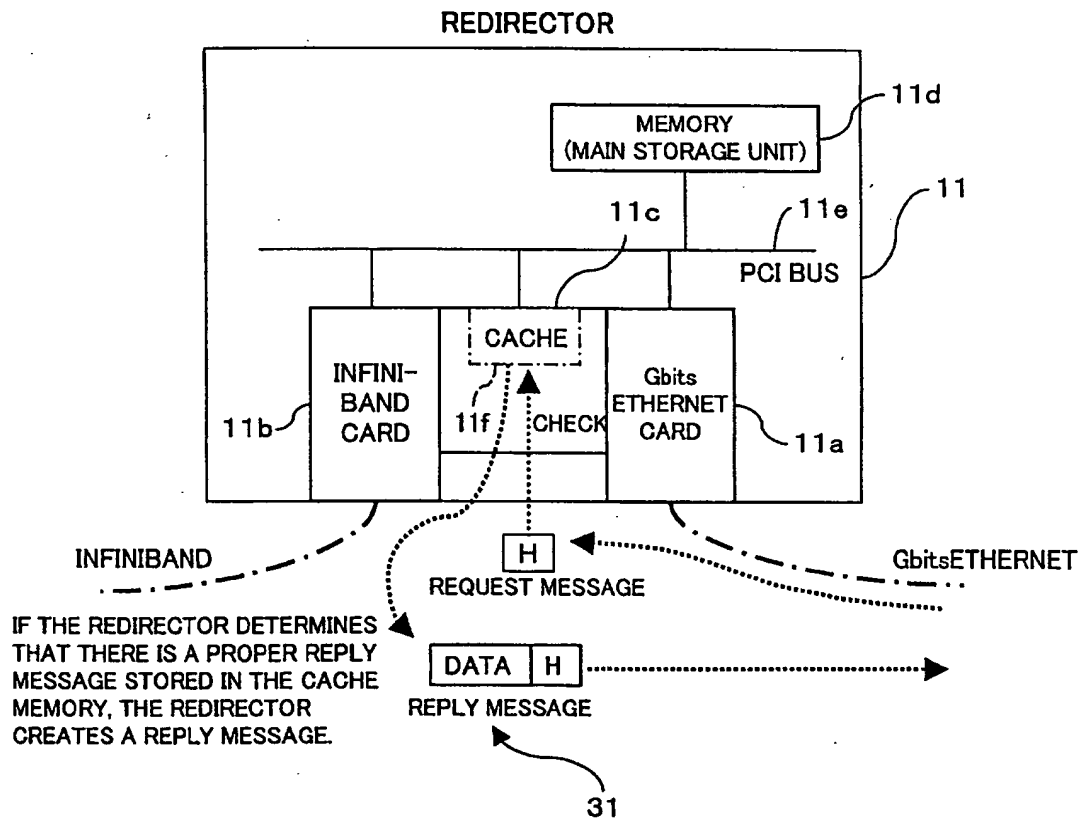 REDIRECTOR
11d
MEMORY
(MAIN STORAGE UNIT)
11
11c
11e
PCI BUS
CACHE
INFINI-
BAND
CARD
11f
CHECK
Gbits
ETHERNET
CARD
11b
11a
INFINIBAND
H
REQUEST MESSAGE
GbitsETHERNET
IF THE REDIRECTOR DETERMINES
THAT THERE IS A PROPER REPLY
MESSAGE STORED IN THE CACHE
MEMORY, THE REDIRECTOR
CREATES A REPLY MESSAGE.
DATA H
REPLY MESSAGE
31